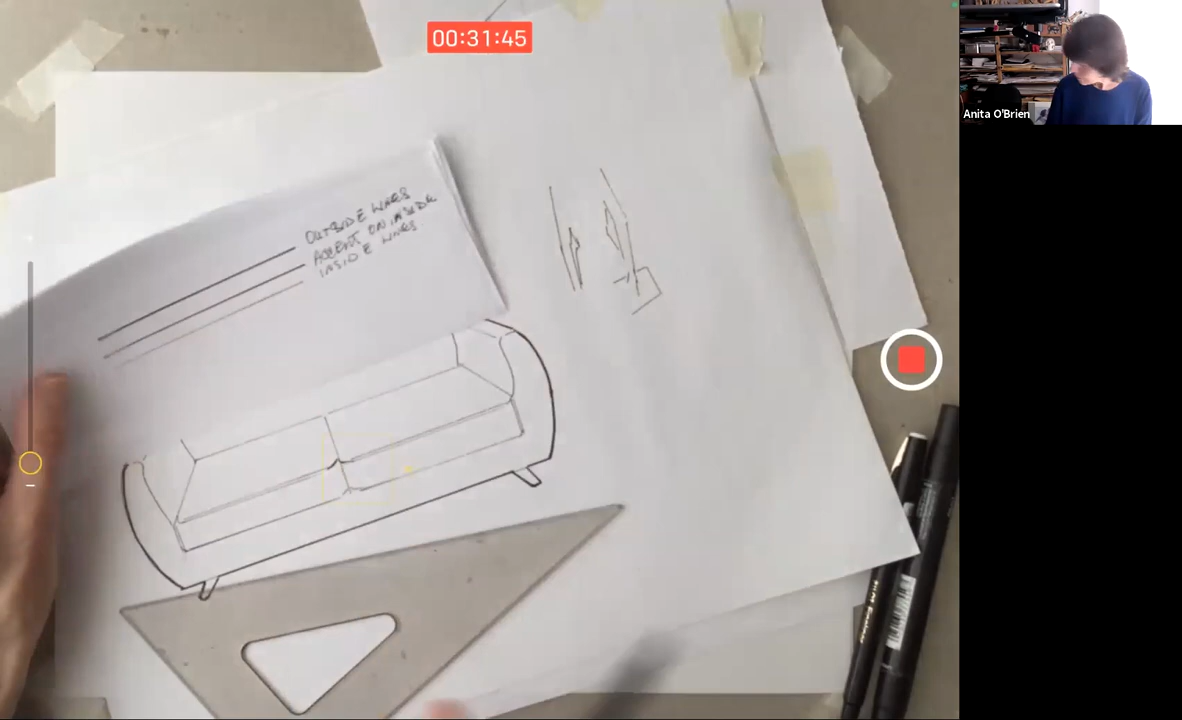 00:31:45
Anita O'Brien
OUTSIDE LINES
ACCENT ON INSIDE
INSIDE LINES